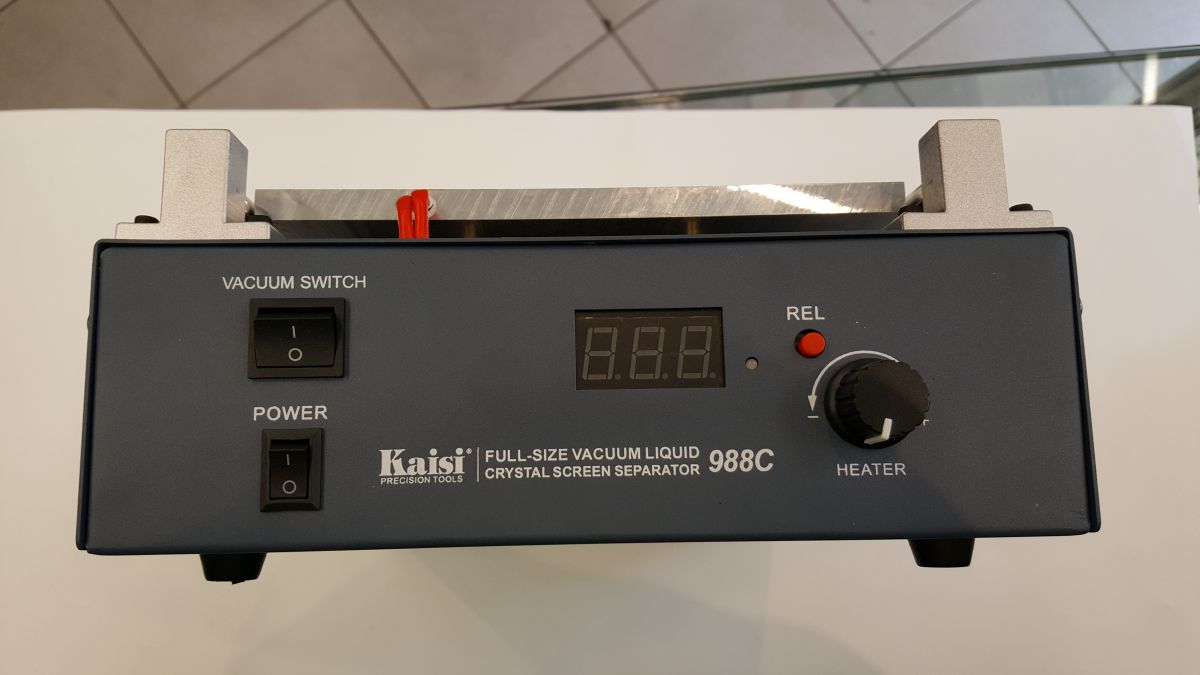 VACUUM SWITCH
I
O
REL
POWER
I
O
Kaisi®
PRECISION TOOLS
FULL-SIZE VACUUM LIQUID
CRYSTAL SCREEN SEPARATOR
988C
HEATER